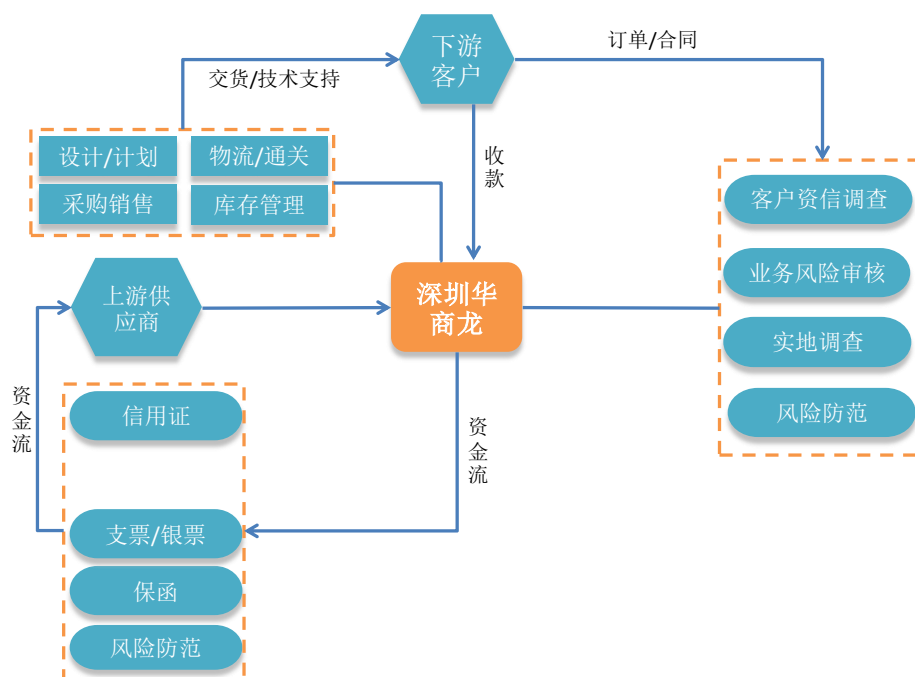 下游
客户
订单/合同
交货/技术支持
设计/计划
物流/通关
采购销售
库存管理
收
款
客户资信调查
业务风险审核
实地调查
风险防范
上游供
应商
深圳华
商龙
资
金
流
信用证
支票/银票
保函
风险防范
资
金
流